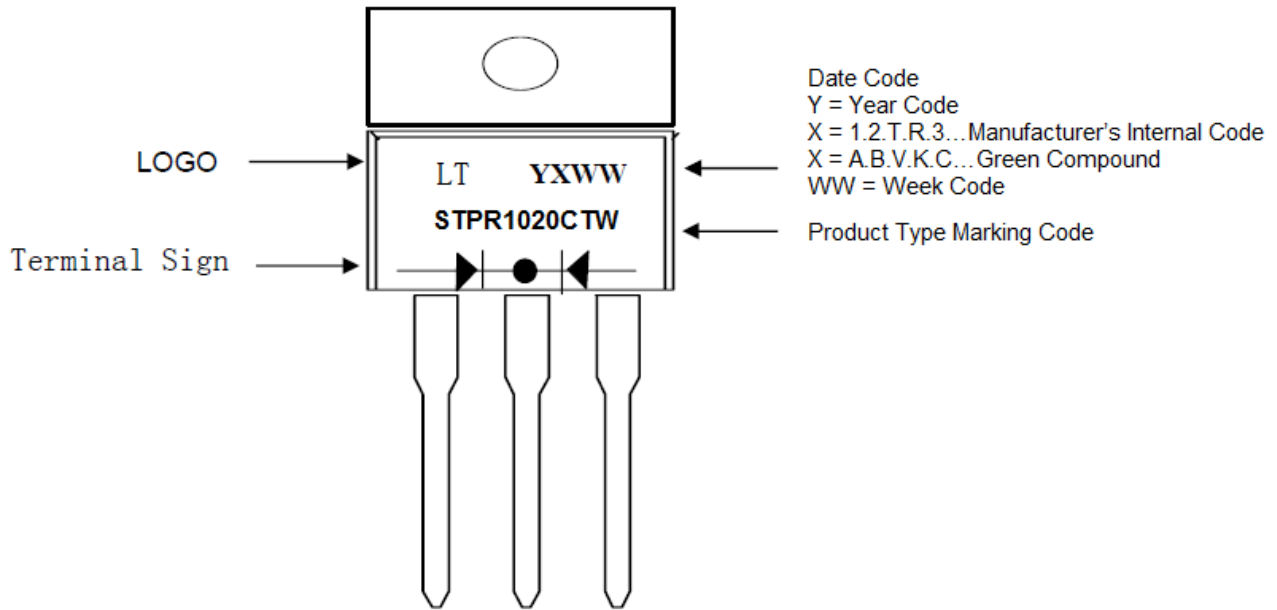 Date Code
Y = Year Code
X = 1.2.T.R.3...Manufacturer's Internal Code
X = A.B.V.K.C...Green Compound
WW = Week Code
LOGO
LT YXWW
STPR1020CTW
Product Type Marking Code
Terminal Sign